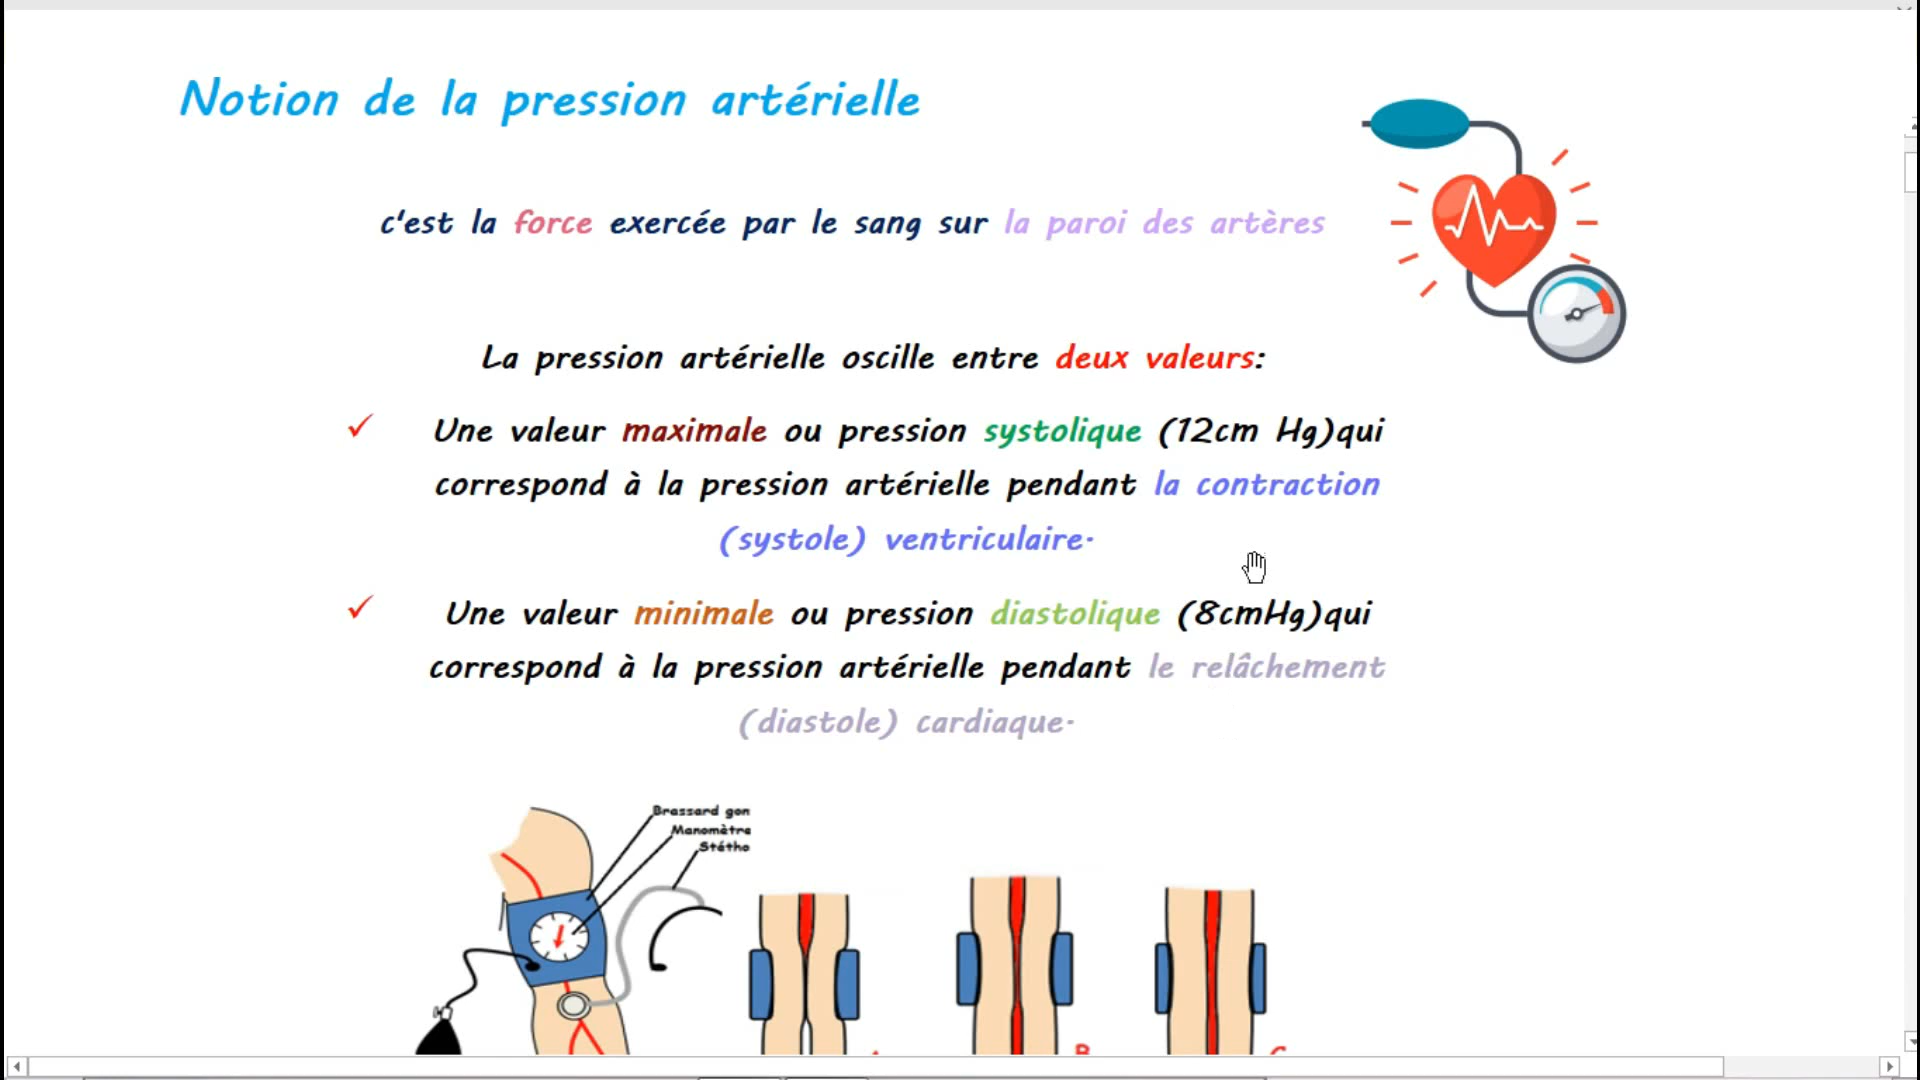 Notion de la pression artérielle
c'est la force exercée par le sang sur la paroi des artères
La pression artérielle oscille entre deux valeurs:
Une valeur maximale ou pression systolique (12cm Hg)qui
correspond à la pression artérielle pendant la contraction
(systole) ventriculaire.
Une valeur minimale ou pression diastolique (8cmHg)qui
correspond à la pression artérielle pendant le relâchement
(diastole) cardiaque.
Brassard gon
Manomètre
Stétho
B
C